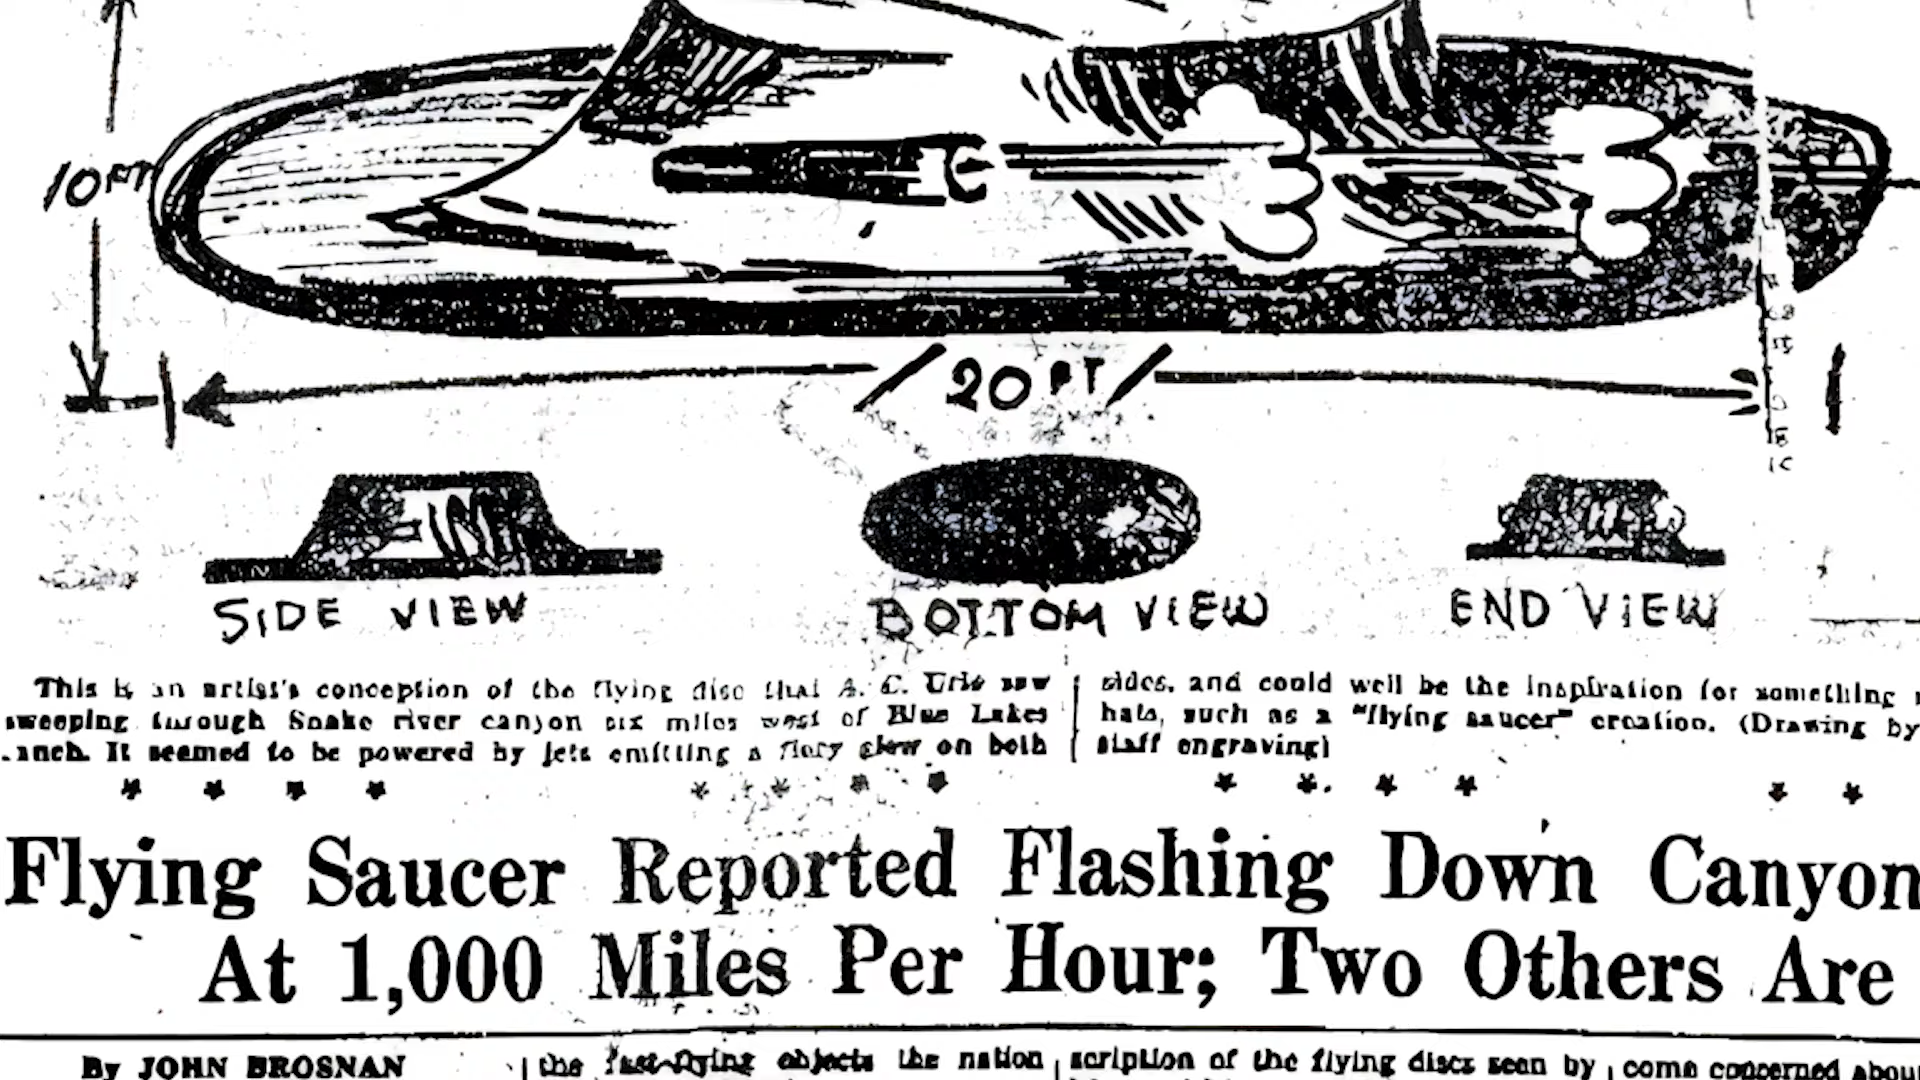 10 FT
/20 FT/
SIDE VIEW
BOTTOM VIEW
END VIEW
This is an artist's conception of the flying disc that A. C. Urie saw
sweeping through Snake river canyon six miles west of Blue Lakes
ranch. It seemed to be powered by jets emitting a fiery glow on both
sides, and could well be the inspiration for something
hats, such as a "flying saucer" creation. (Drawing by
staff engraving)
Flying Saucer Reported Flashing Down Canyon
At 1,000 Miles Per Hour; Two Others Are
By JOHN BROSNAN
the fast-flying objects the nation
scription of the flying discs seen by
come concerned about